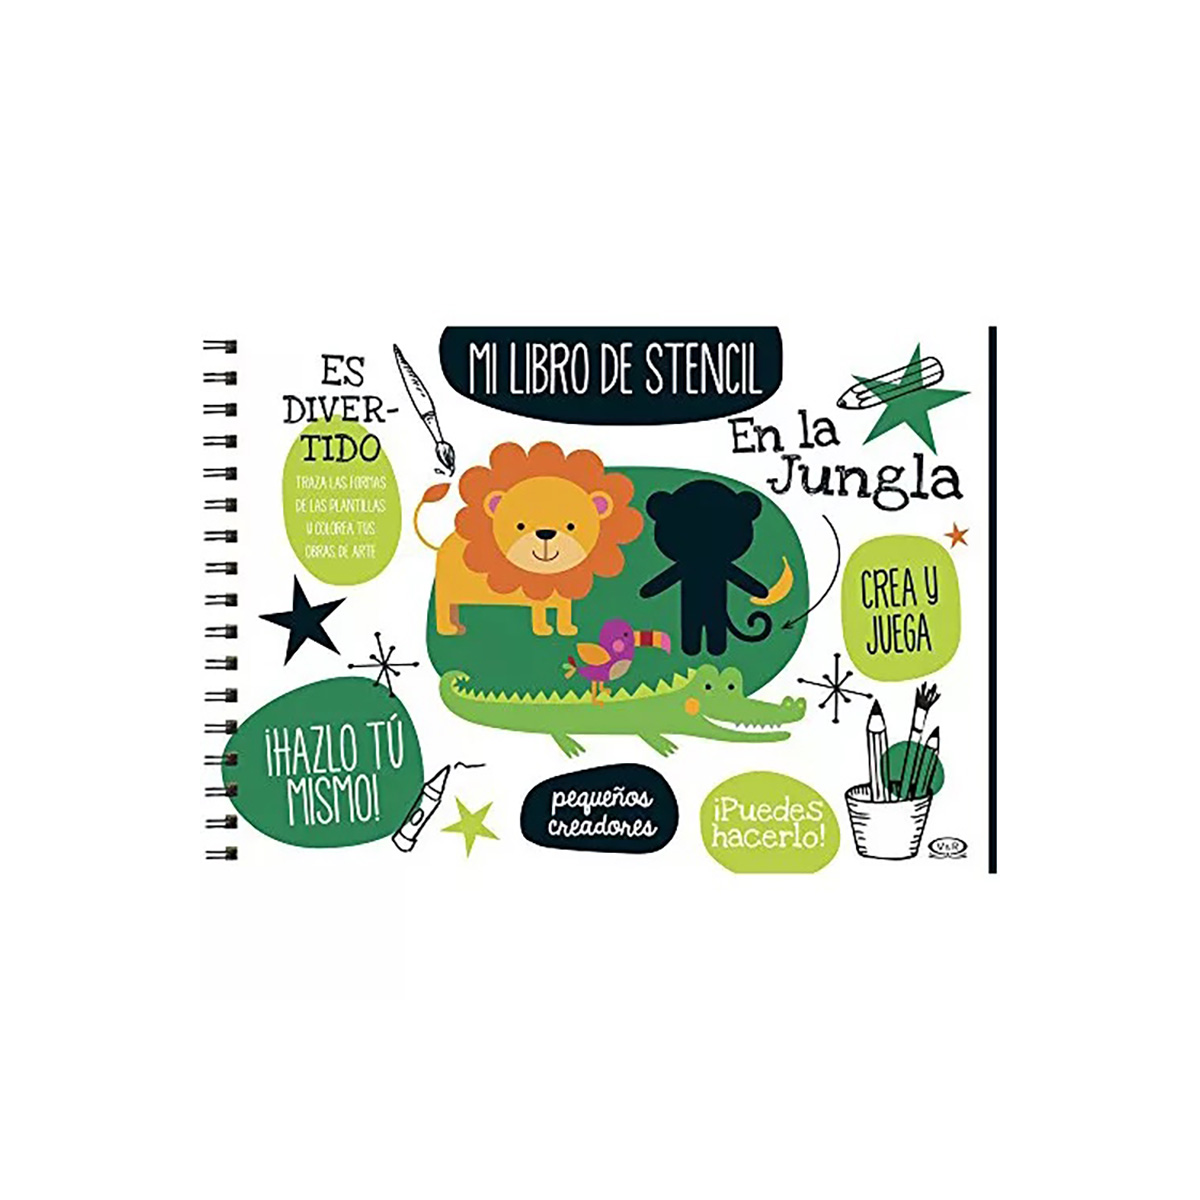 MI LIBRO DE STENCIL
ES
DIVER-
TIDO
TRAZA LAS FORMAS
DE LAS PLANTILLAS
Y COLOREA TUS
OBRAS DE ARTE
En la
Jungla
CREA Y
JUEGA
¡HAZLO TÚ
MISMO!
pequeños
creadores
¡Puedes
hacerlo!
V&R